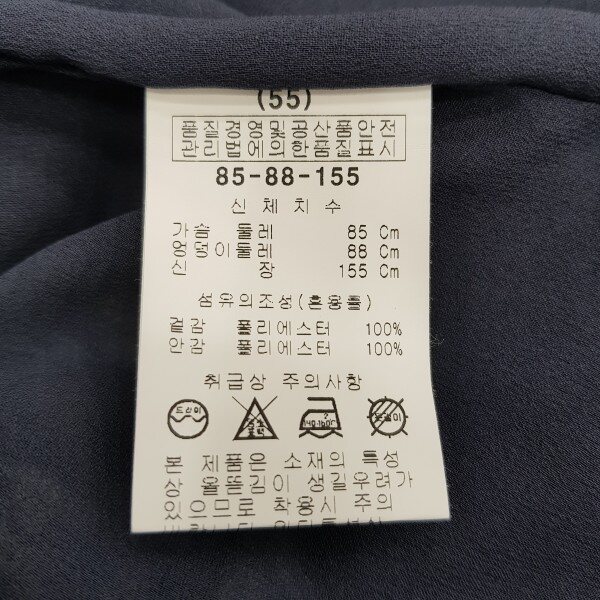 (55)
품질경영및공산품안전
관리법에의한품질표시
85-88-155
신 체 치 수
가슴 둘레 85 Cm
엉덩이둘레 88 Cm
신 장 155 Cm
섬유의조성(혼용률)
겉감 폴리에스터 100%
안감 폴리에스터 100%
취급상 주의사항
드라이
140-160℃
본 제품은 소재의 특성
상 올뜯김이 생길우려가
있으므로 착용시 주의